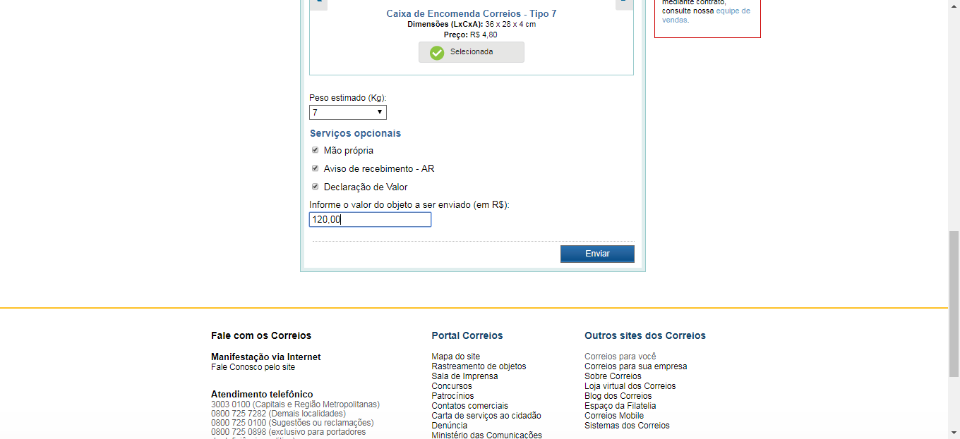 mediante contrato,
consulte nossa equipe de
vendas.
Caixa de Encomenda Correios - Tipo 7
Dimensões (LxCxA): 36 x 28 x 4 cm
Preço: R$ 4,80
Selecionada
Peso estimado (Kg):
7
Serviços opcionais
Mão própria
Aviso de recebimento - AR
Declaração de Valor
Informe o valor do objeto a ser enviado (em R$):
120,00
Enviar
Fale com os Correios
Manifestação via Internet
Fale Conosco pelo site
Atendimento telefônico
3003 0100 (Capitais e Região Metropolitanas)
0800 725 7282 (Demais localidades)
0800 725 0100 (Sugestões ou reclamações)
0800 725 0898 (exclusivo para portadores
Portal Correios
Mapa do site
Rastreamento de objetos
Sala de Imprensa
Concursos
Patrocínios
Contatos comerciais
Carta de serviços ao cidadão
Denúncia
Ministério das Comunicações
Outros sites dos Correios
Correios para você
Correios para sua empresa
Sobre Correios
Loja virtual dos Correios
Blog dos Correios
Espaço da Filatelia
Correios Mobile
Sistemas dos Correios